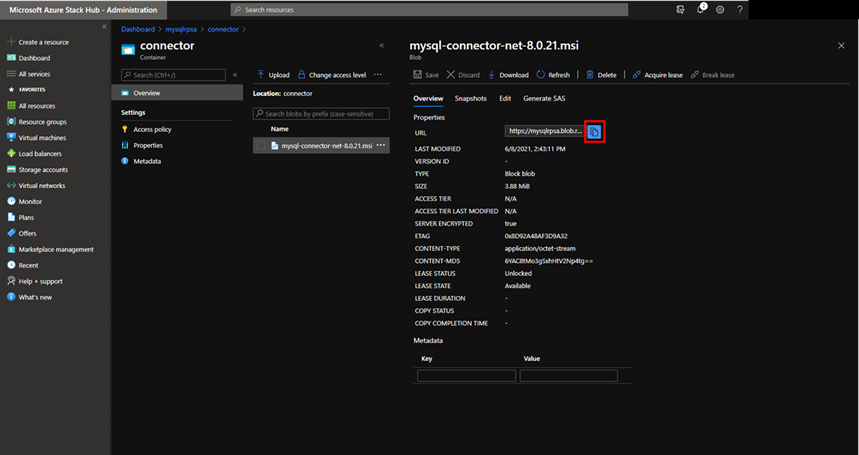 Microsoft Azure Stack Hub - Administration
Search resources
2
?
«
Create a resource
Dashboard
All services
FAVORITES
All resources
Resource groups
Virtual machines
Load balancers
Storage accounts
Virtual networks
Monitor
Plans
Offers
Marketplace management
Recent
Help + support
What's new
Dashboard > mysqlrpsa > connector >
connector
Container
«
Search (Ctrl+/)
«
Overview
Settings
Access policy
Properties
Metadata
Upload
Change access level
...
Location: connector
Search blobs by prefix (case-sensitive)
Name
mysql-connector-net-8.0.21.msi ...
mysql-connector-net-8.0.21.msi
Blob
Save
Discard
Download
Refresh
Delete
Acquire lease
Break lease
Overview
Snapshots
Edit
Generate SAS
Properties
URL https://mysqlrpsa.blob.r...
LAST MODIFIED 6/8/2021, 2:43:11 PM
VERSION ID -
TYPE Block blob
SIZE 3.88 MiB
ACCESS TIER N/A
ACCESS TIER LAST MODIFIED N/A
SERVER ENCRYPTED true
ETAG 0x8D92A48AF3D9A32
CONTENT-TYPE application/octet-stream
CONTENT-MD5 6YAC8tMo3gSxhHtV2Np4tg==
LEASE STATUS Unlocked
LEASE STATE Available
LEASE DURATION -
COPY STATUS -
COPY COMPLETION TIME -
Metadata
Key Value